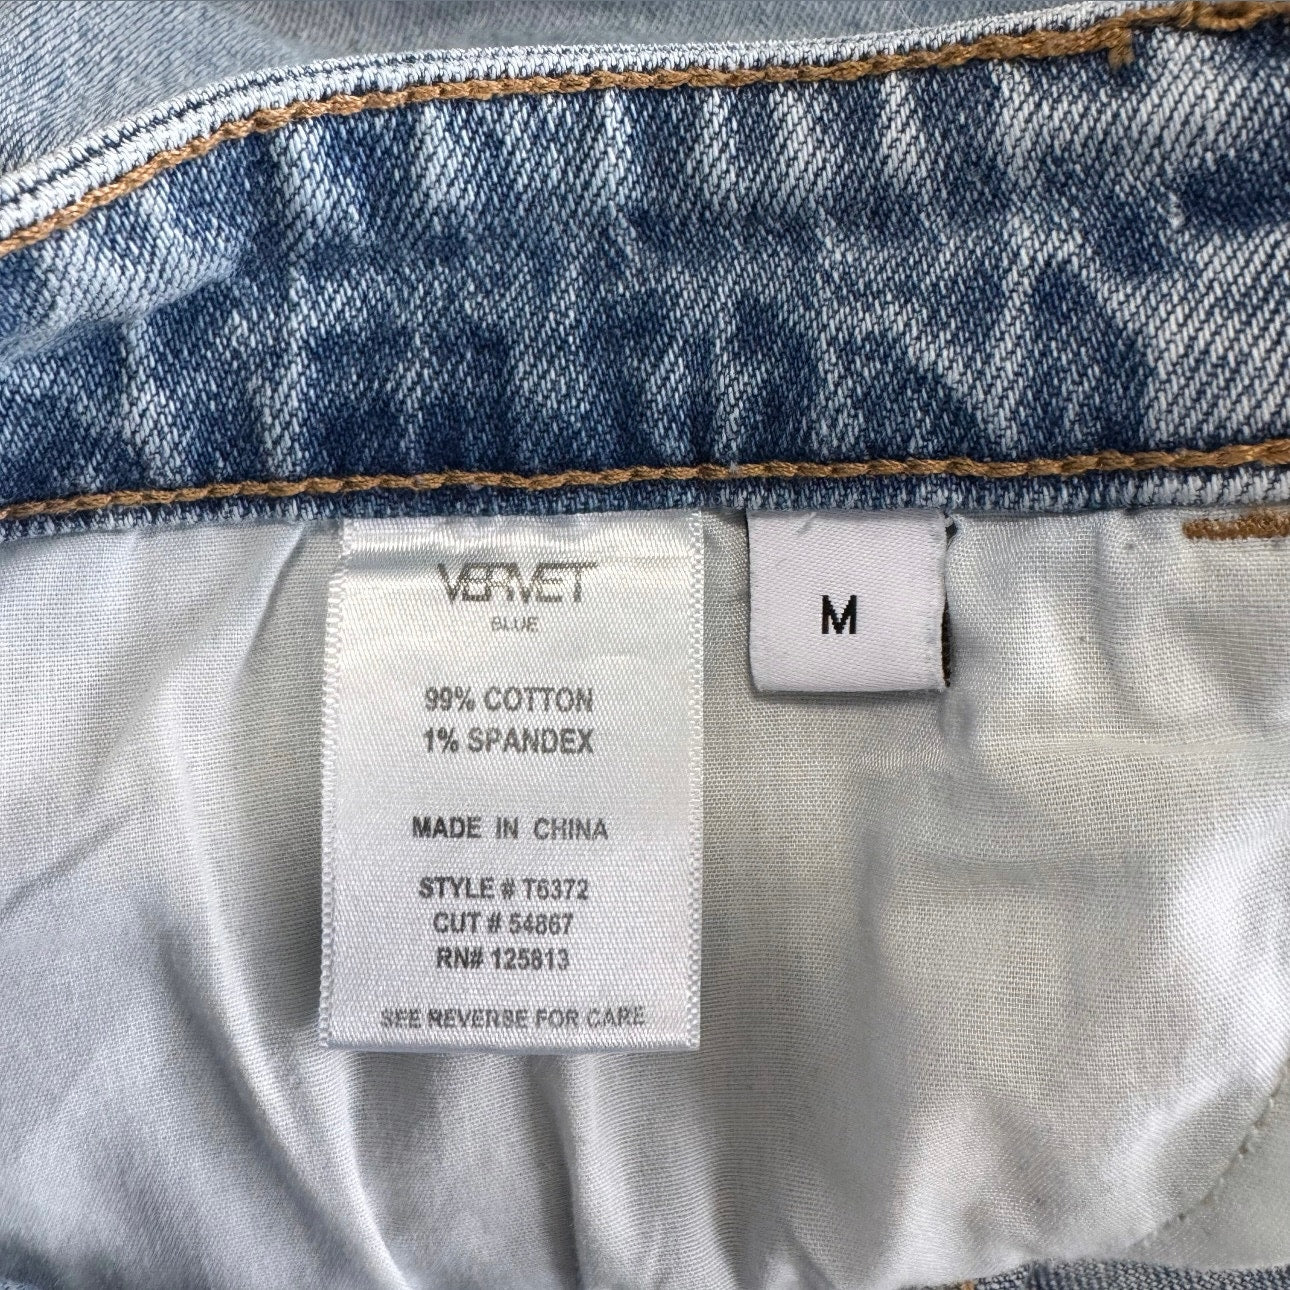 VERVET
BLUE
99% COTTON
1% SPANDEX
MADE IN CHINA
STYLE # T6372
CUT # 54867
RN# 125813
SEE REVERSE FOR CARE
M